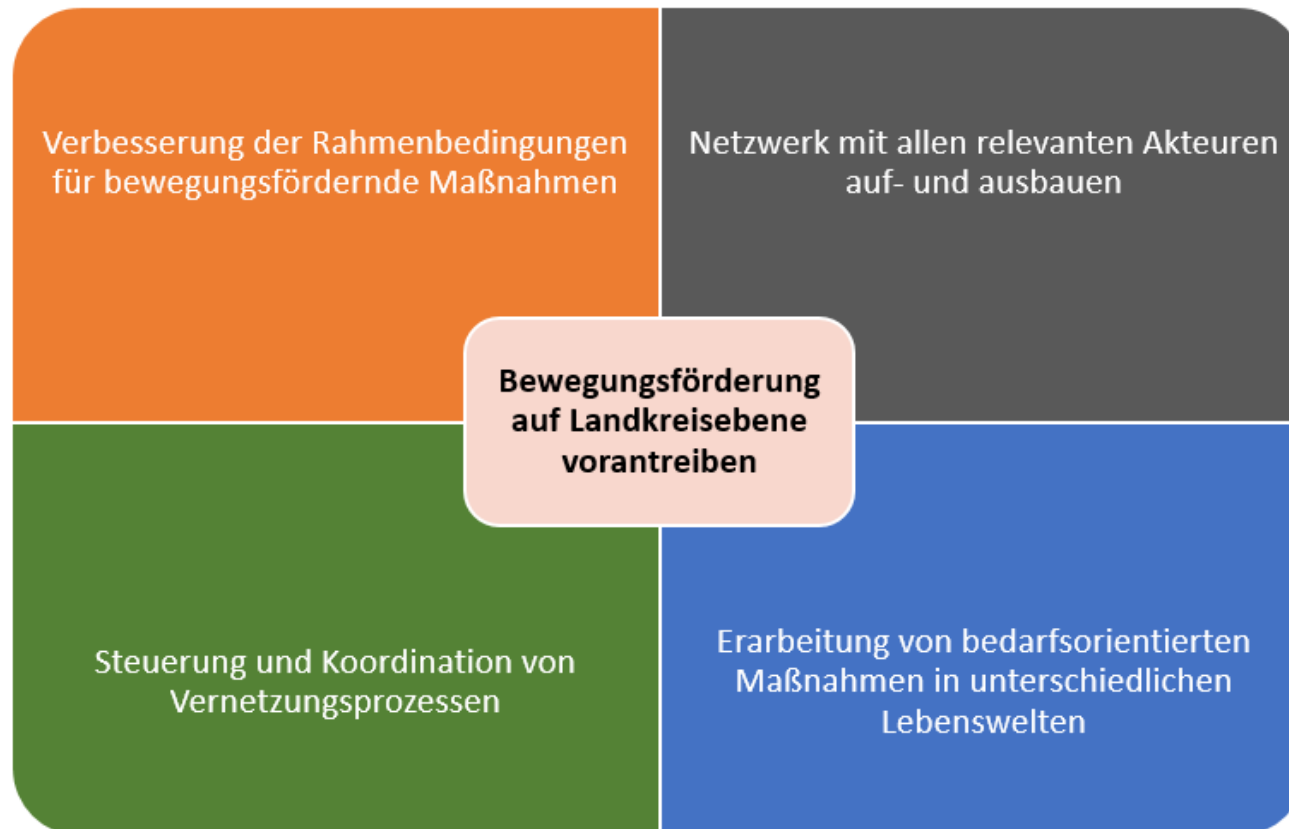 Verbesserung der Rahmenbedingungen
für bewegungsfördernde Maßnahmen
Netzwerk mit allen relevanten Akteuren
auf- und ausbauen
Bewegungsförderung
auf Landkreisebene
vorantreiben
Steuerung und Koordination von
Vernetzungsprozessen
Erarbeitung von bedarfsorientierten
Maßnahmen in unterschiedlichen
Lebenswelten